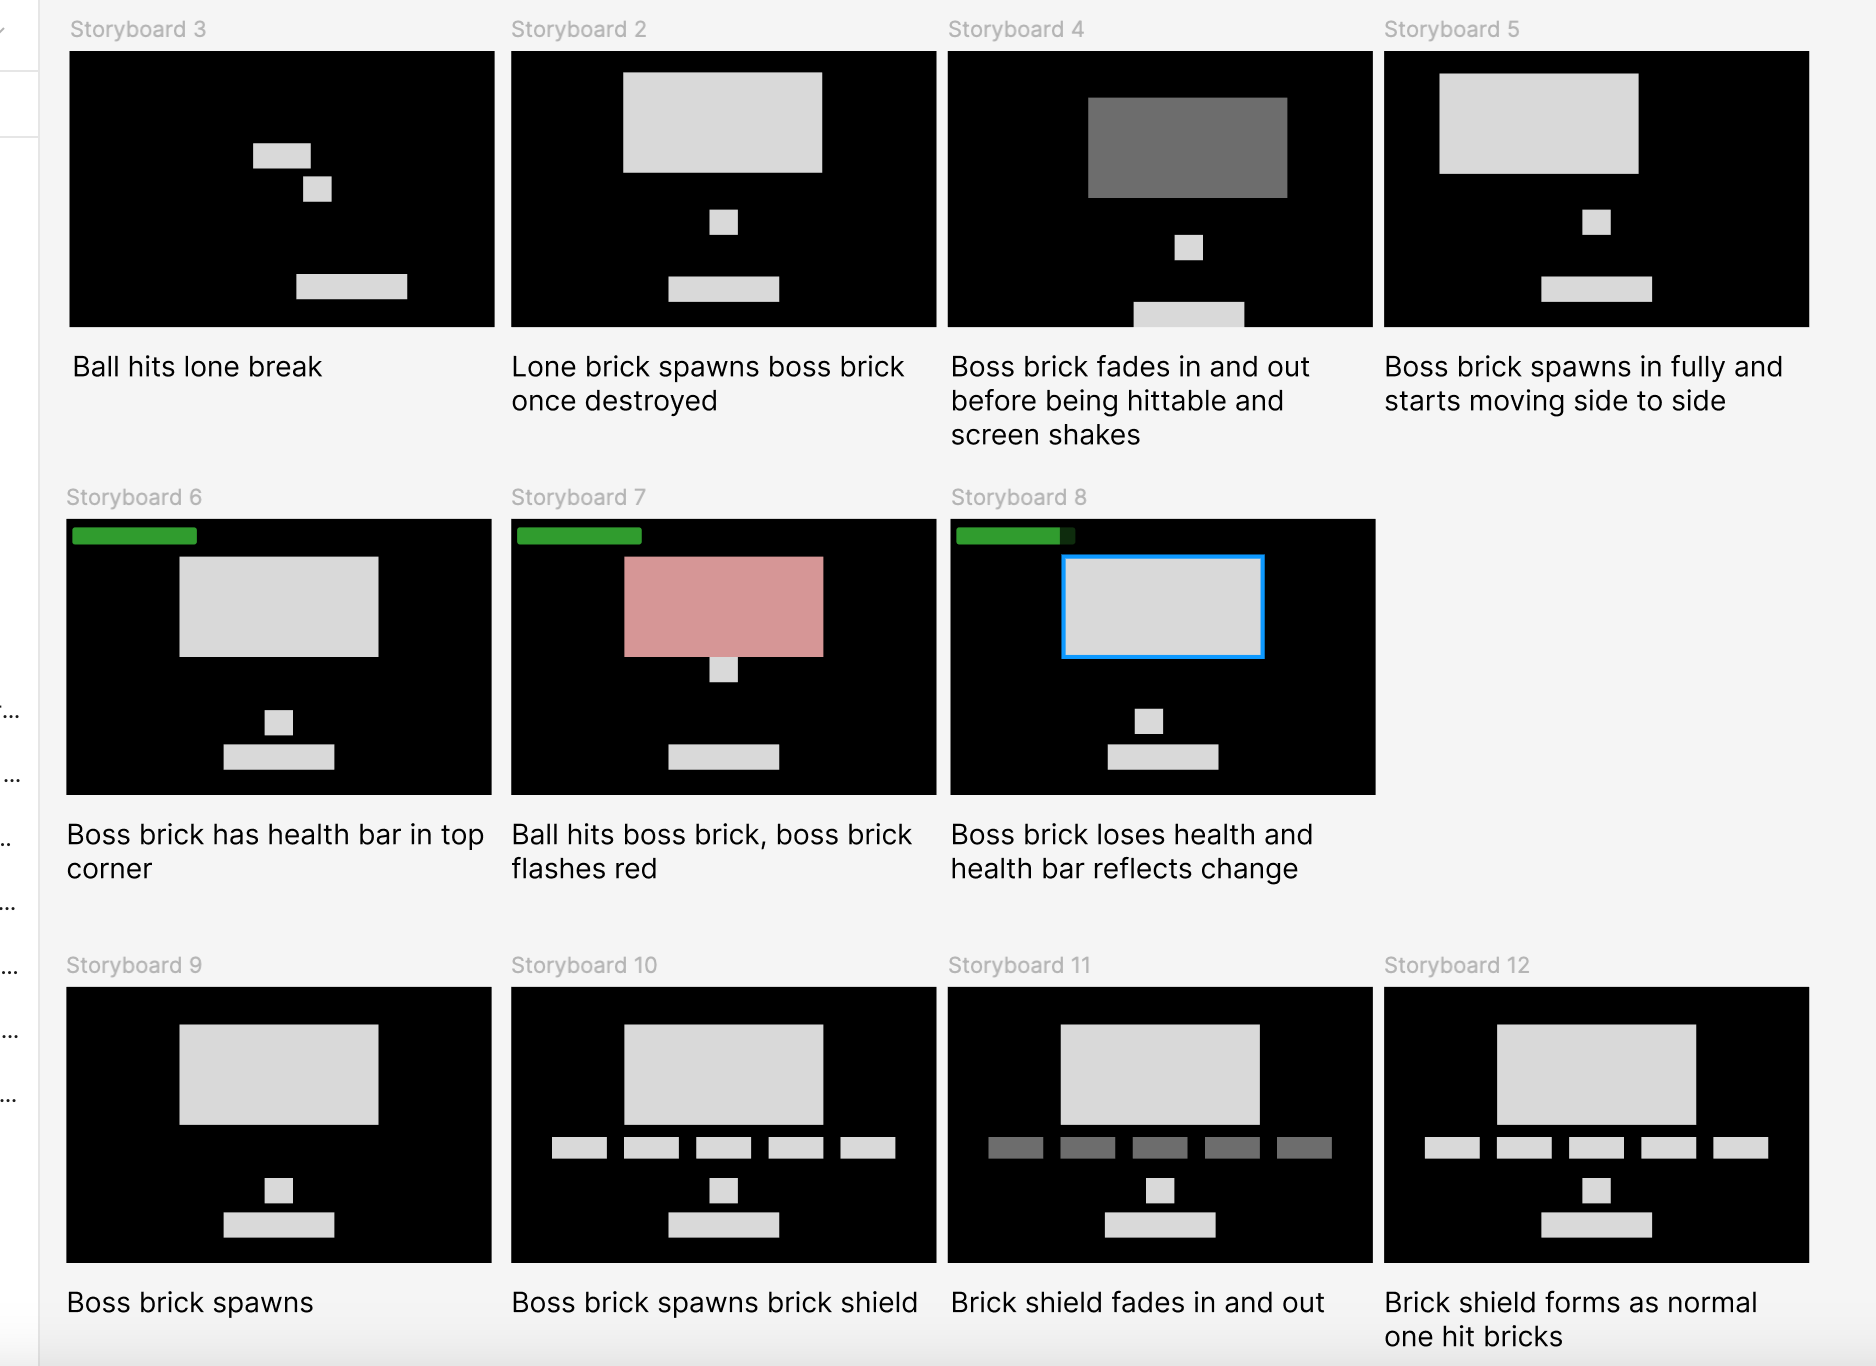 Storyboard 3
Storyboard 2
Storyboard 4
Storyboard 5
Ball hits lone break
Lone brick spawns boss brick
once destroyed
Boss brick fades in and out
before being hittable and
screen shakes
Boss brick spawns in fully and
starts moving side to side
Storyboard 6
Storyboard 7
Storyboard 8
Boss brick has health bar in top
corner
Ball hits boss brick, boss brick
flashes red
Boss brick loses health and
health bar reflects change
Storyboard 9
Storyboard 10
Storyboard 11
Storyboard 12
Boss brick spawns
Boss brick spawns brick shield
Brick shield fades in and out
Brick shield forms as normal
one hit bricks